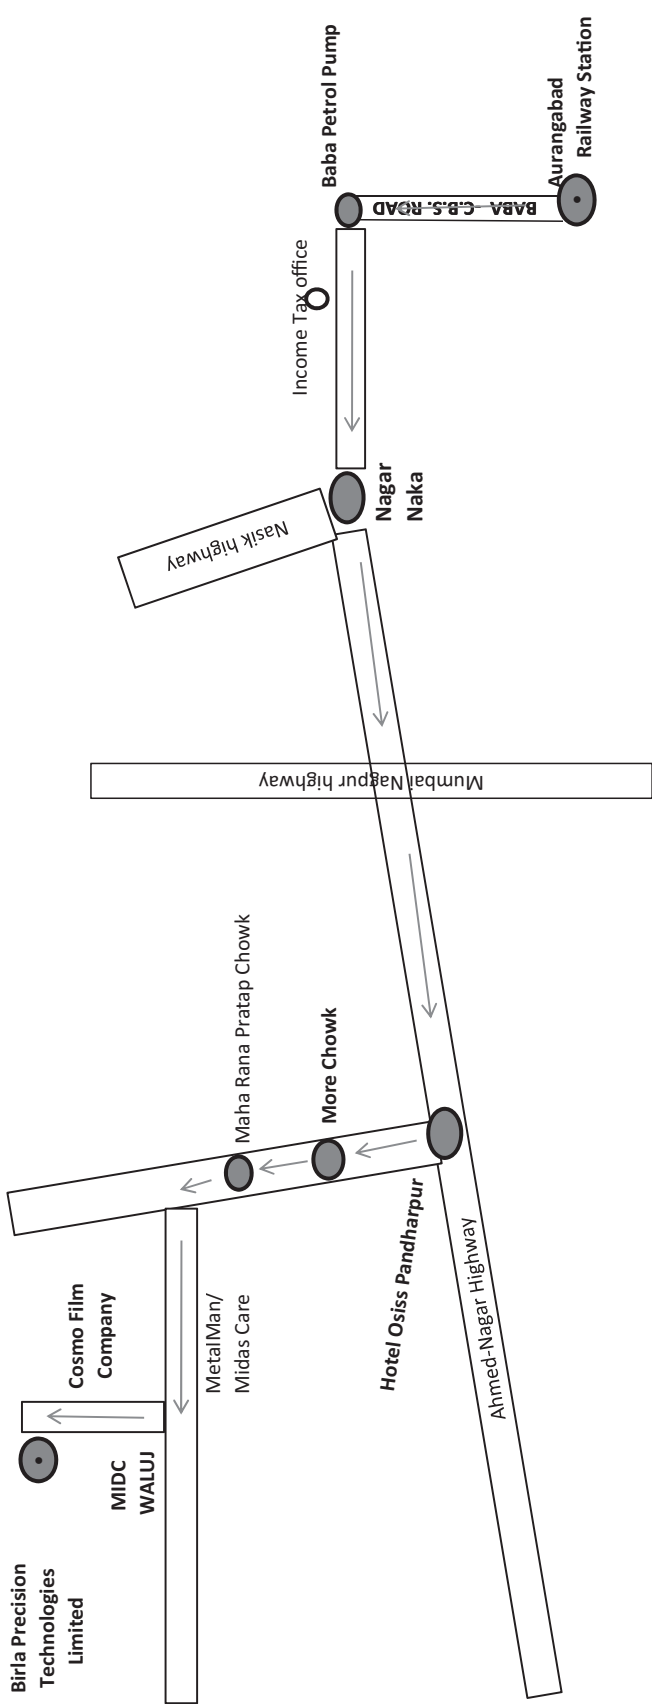 Birla Precision
Technologies
Limited
Cosmo Film
Company
MIDC
WALUJ
MetalMan/
Midas Care
Maha Rana Pratap Chowk
More Chowk
Hotel Osiss Pandharpur
Ahmed-Nagar Highway
Mumbai Nagpur highway
Nasik highway
Nagar
Naka
Income Tax office
Baba Petrol Pump
BABA -C.B.S. ROAD
Aurangabad
Railway Station